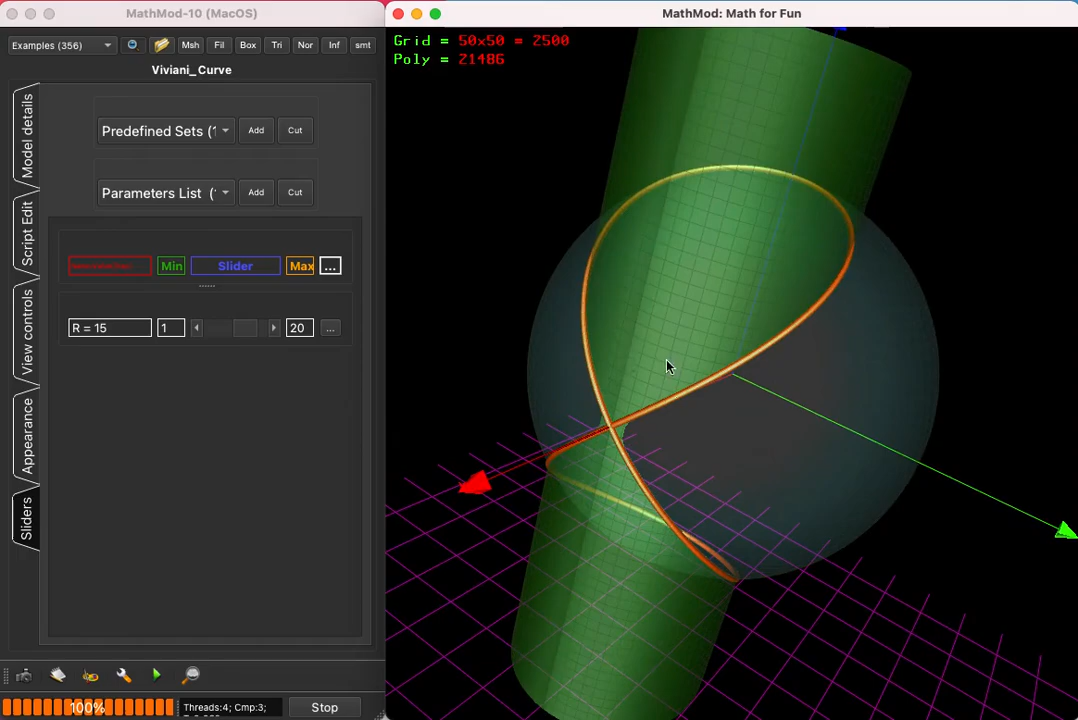 MathMod-10 (MacOS)
MathMod: Math for Fun
Examples (356)
Msh
Fil
Box
Tri
Nor
Inf
smt
Viviani_Curve
Grid = 50x50 = 2500
Poly = 21486
Model details
Script Edit
View controls
Appearance
Sliders
Predefined Sets (1
Add
Cut
Parameters List (
Add
Cut
Min
Slider
Max
...
R = 15
1
20
...
100%
Threads:4; Cmp:3;
Stop